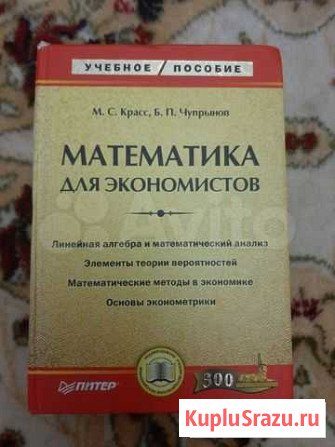 УЧЕБНОЕ / ПОСОБИЕ
М. С. Красс, Б. П. Чупрынов
МАТЕМАТИКА
ДЛЯ ЭКОНОМИСТОВ
Линейная алгебра и математический анализ
Элементы теории вероятностей
Математические методы в экономике
Основы эконометрики
Avito
ПИТЕР
300
KupluSrazu.ru